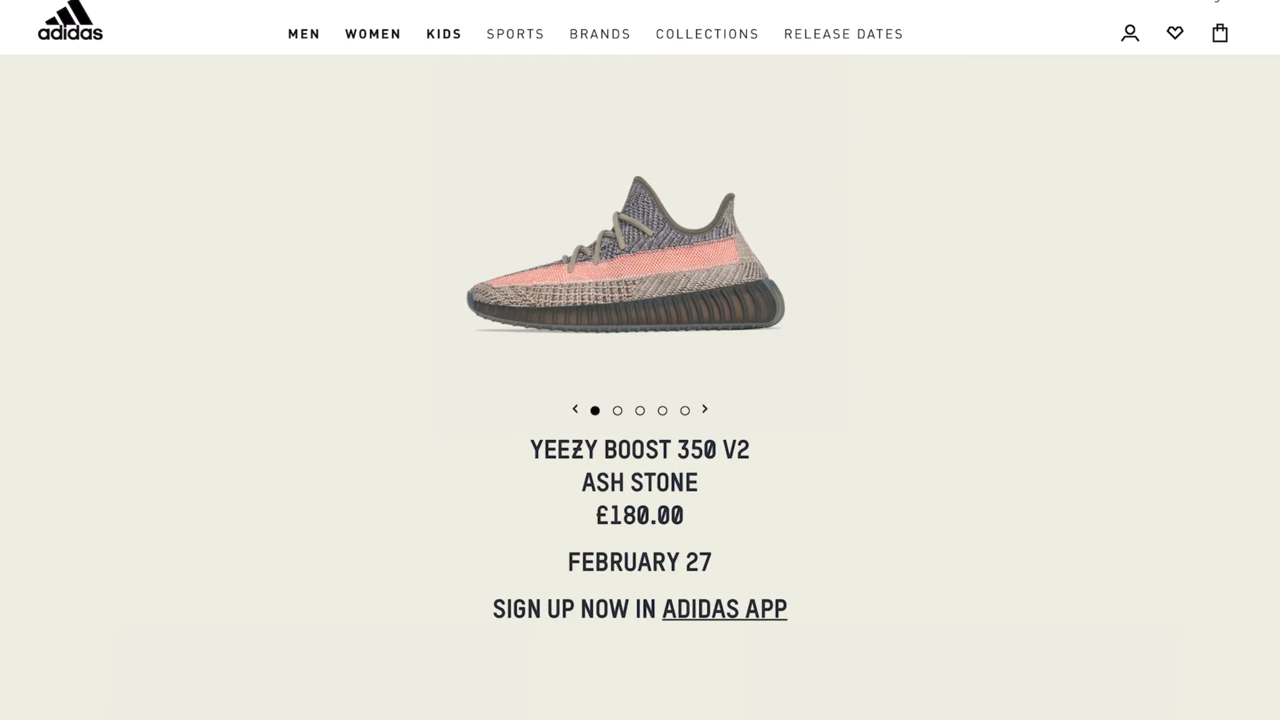 adidas
MEN WOMEN KIDS SPORTS BRANDS COLLECTIONS RELEASE DATES
YEEZY BOOST 350 V2
ASH STONE
£180.00
FEBRUARY 27
SIGN UP NOW IN ADIDAS APP